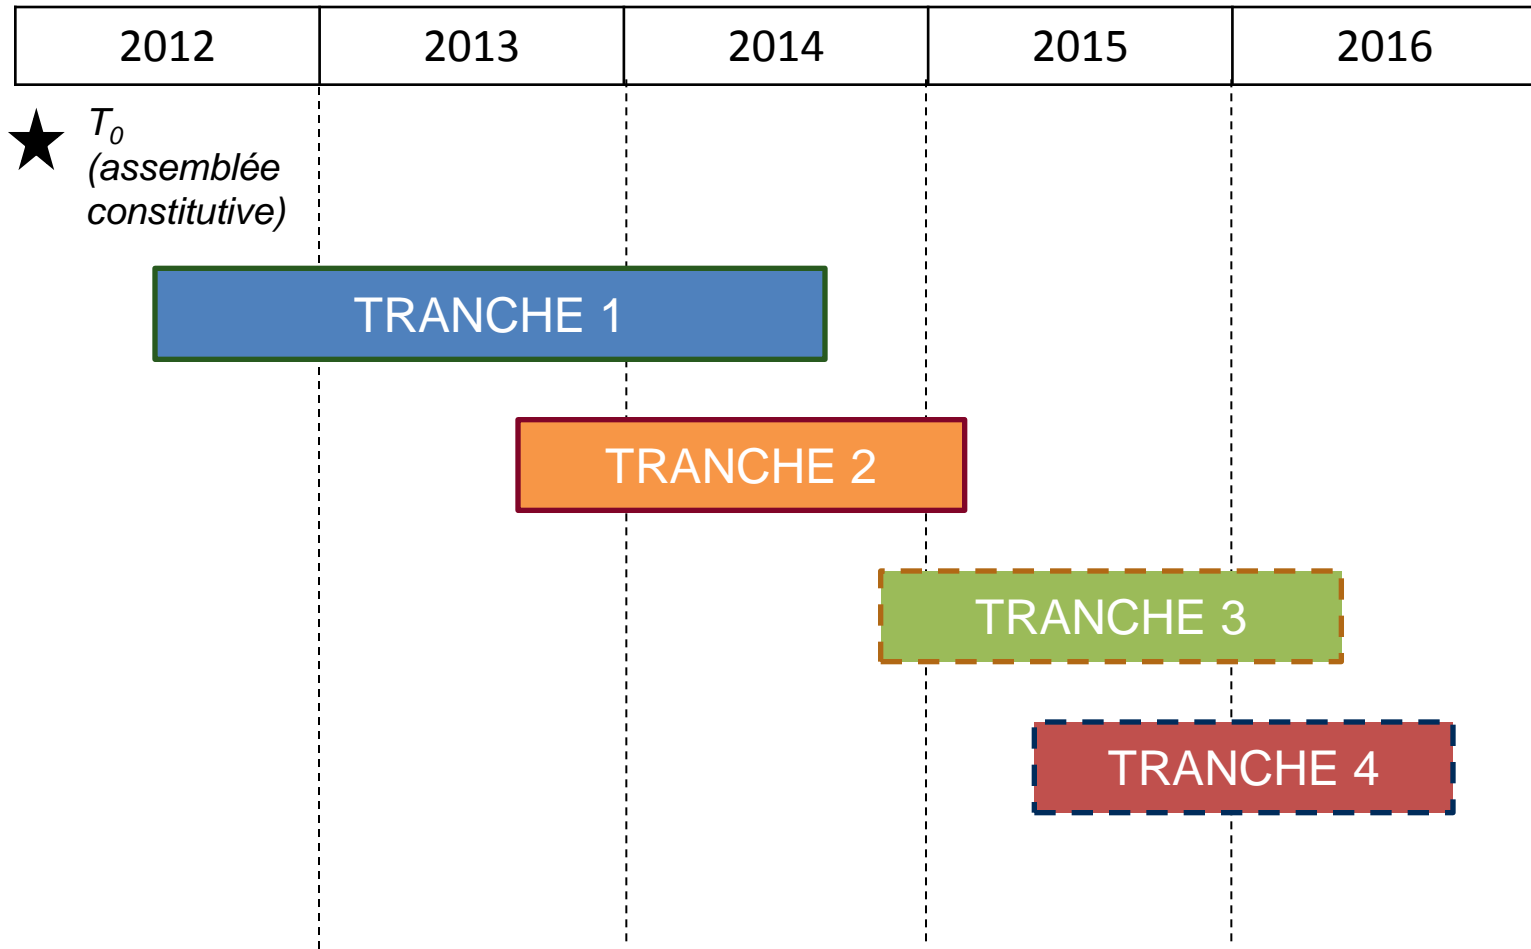 2012 2013 2014 2015 2016
T0
(assemblée
constitutive)
TRANCHE 1
TRANCHE 2
TRANCHE 3
TRANCHE 4